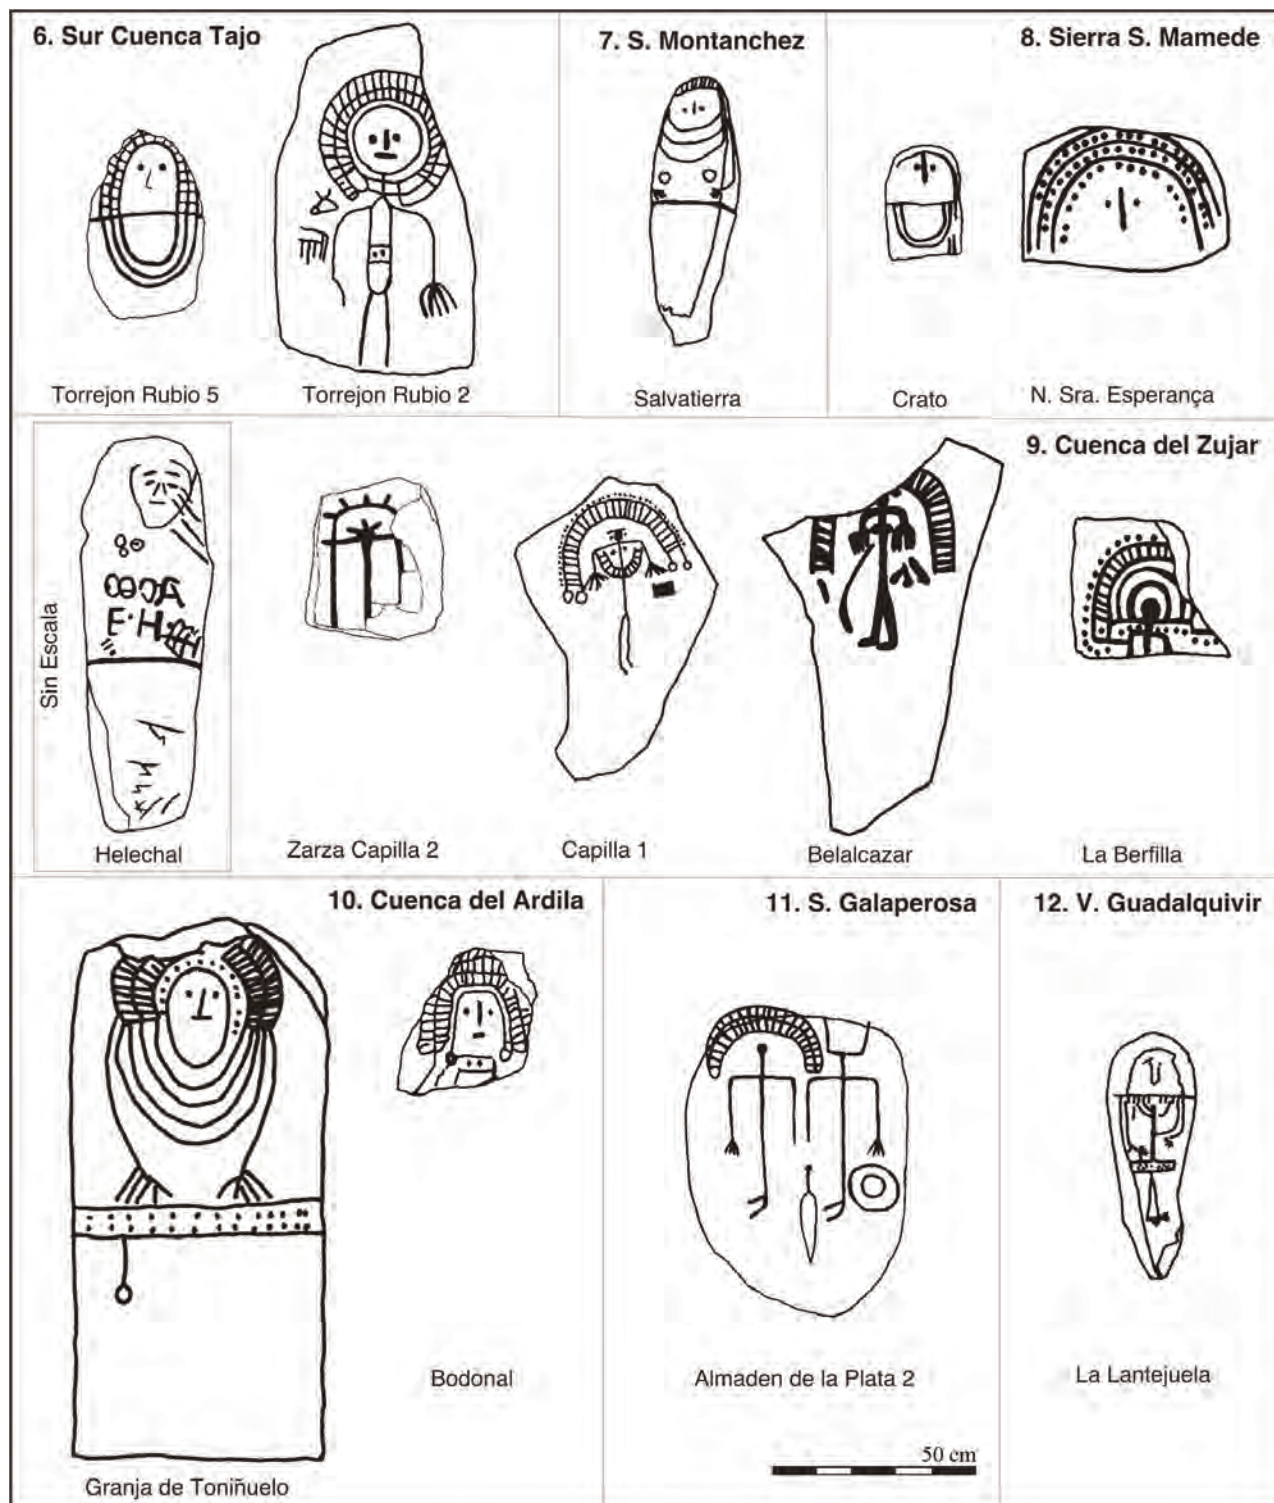 6. Sur Cuenca Tajo
7. S. Montanchez
8. Sierra S. Mamede
Torrejon Rubio 5
Torrejon Rubio 2
Salvatierra
Crato
N. Sra. Esperança
9. Cuenca del Zujar
Sin Escala
Helechal
Zarza Capilla 2
Capilla 1
Belalcazar
La Berfilla
10. Cuenca del Ardila
11. S. Galaperosa
12. V. Guadalquivir
Bodonal
Almaden de la Plata 2
La Lantejuela
50 cm
Granja de Toniñuelo